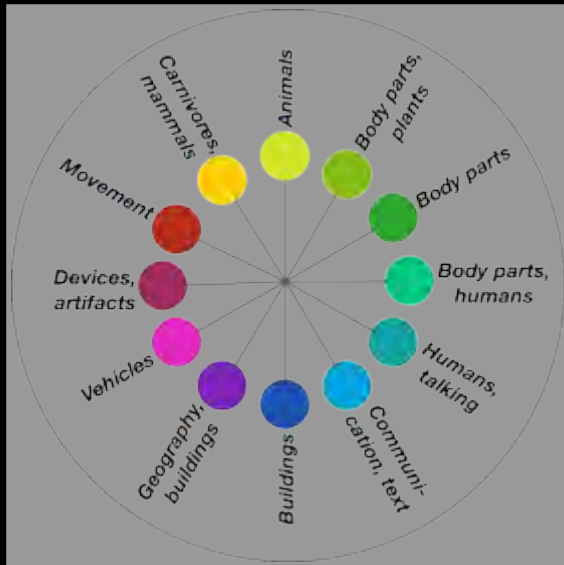 Animals
Body parts,
plants
Body parts
Body parts,
humans
Humans,
talking
Communi-
cation, text
Buildings
Geography,
buildings
Vehicles
Devices,
artifacts
Movement
Carnivores,
mammals